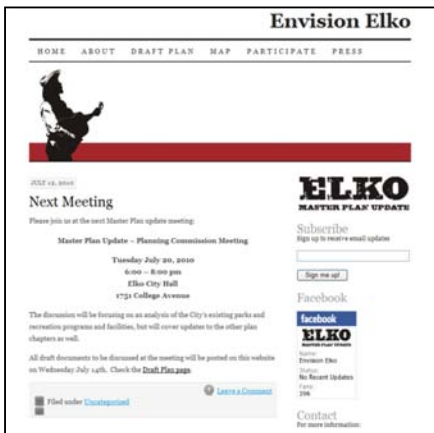 Envision Elko
HOME ABOUT DRAFT PLAN MAP PARTICIPATE PRESS
JULY 12, 2010
Next Meeting
Please join us at the next Master Plan update meeting:
Master Plan Update – Planning Commission Meeting
Tuesday July 20, 2010
6:00 – 8:00 pm
Elko City Hall
1751 College Avenue
The discussion will be focusing on an analysis of the City's existing parks and
recreation programs and facilities, but will cover updates to the other plan
chapters as well.
All draft documents to be discussed at the meeting will be posted on this website
on Wednesday July 14th. Check the Draft Plan page.
Leave a Comment
Filed under Uncategorized
ELKO
MASTER PLAN UPDATE
Subscribe
Sign up to receive email updates
Sign me up!
Facebook
facebook
ELKO
MASTER PLAN UPDATE
Name:
Envision Elko
Status:
No Recent Updates
Fans:
396
Contact
For more information: